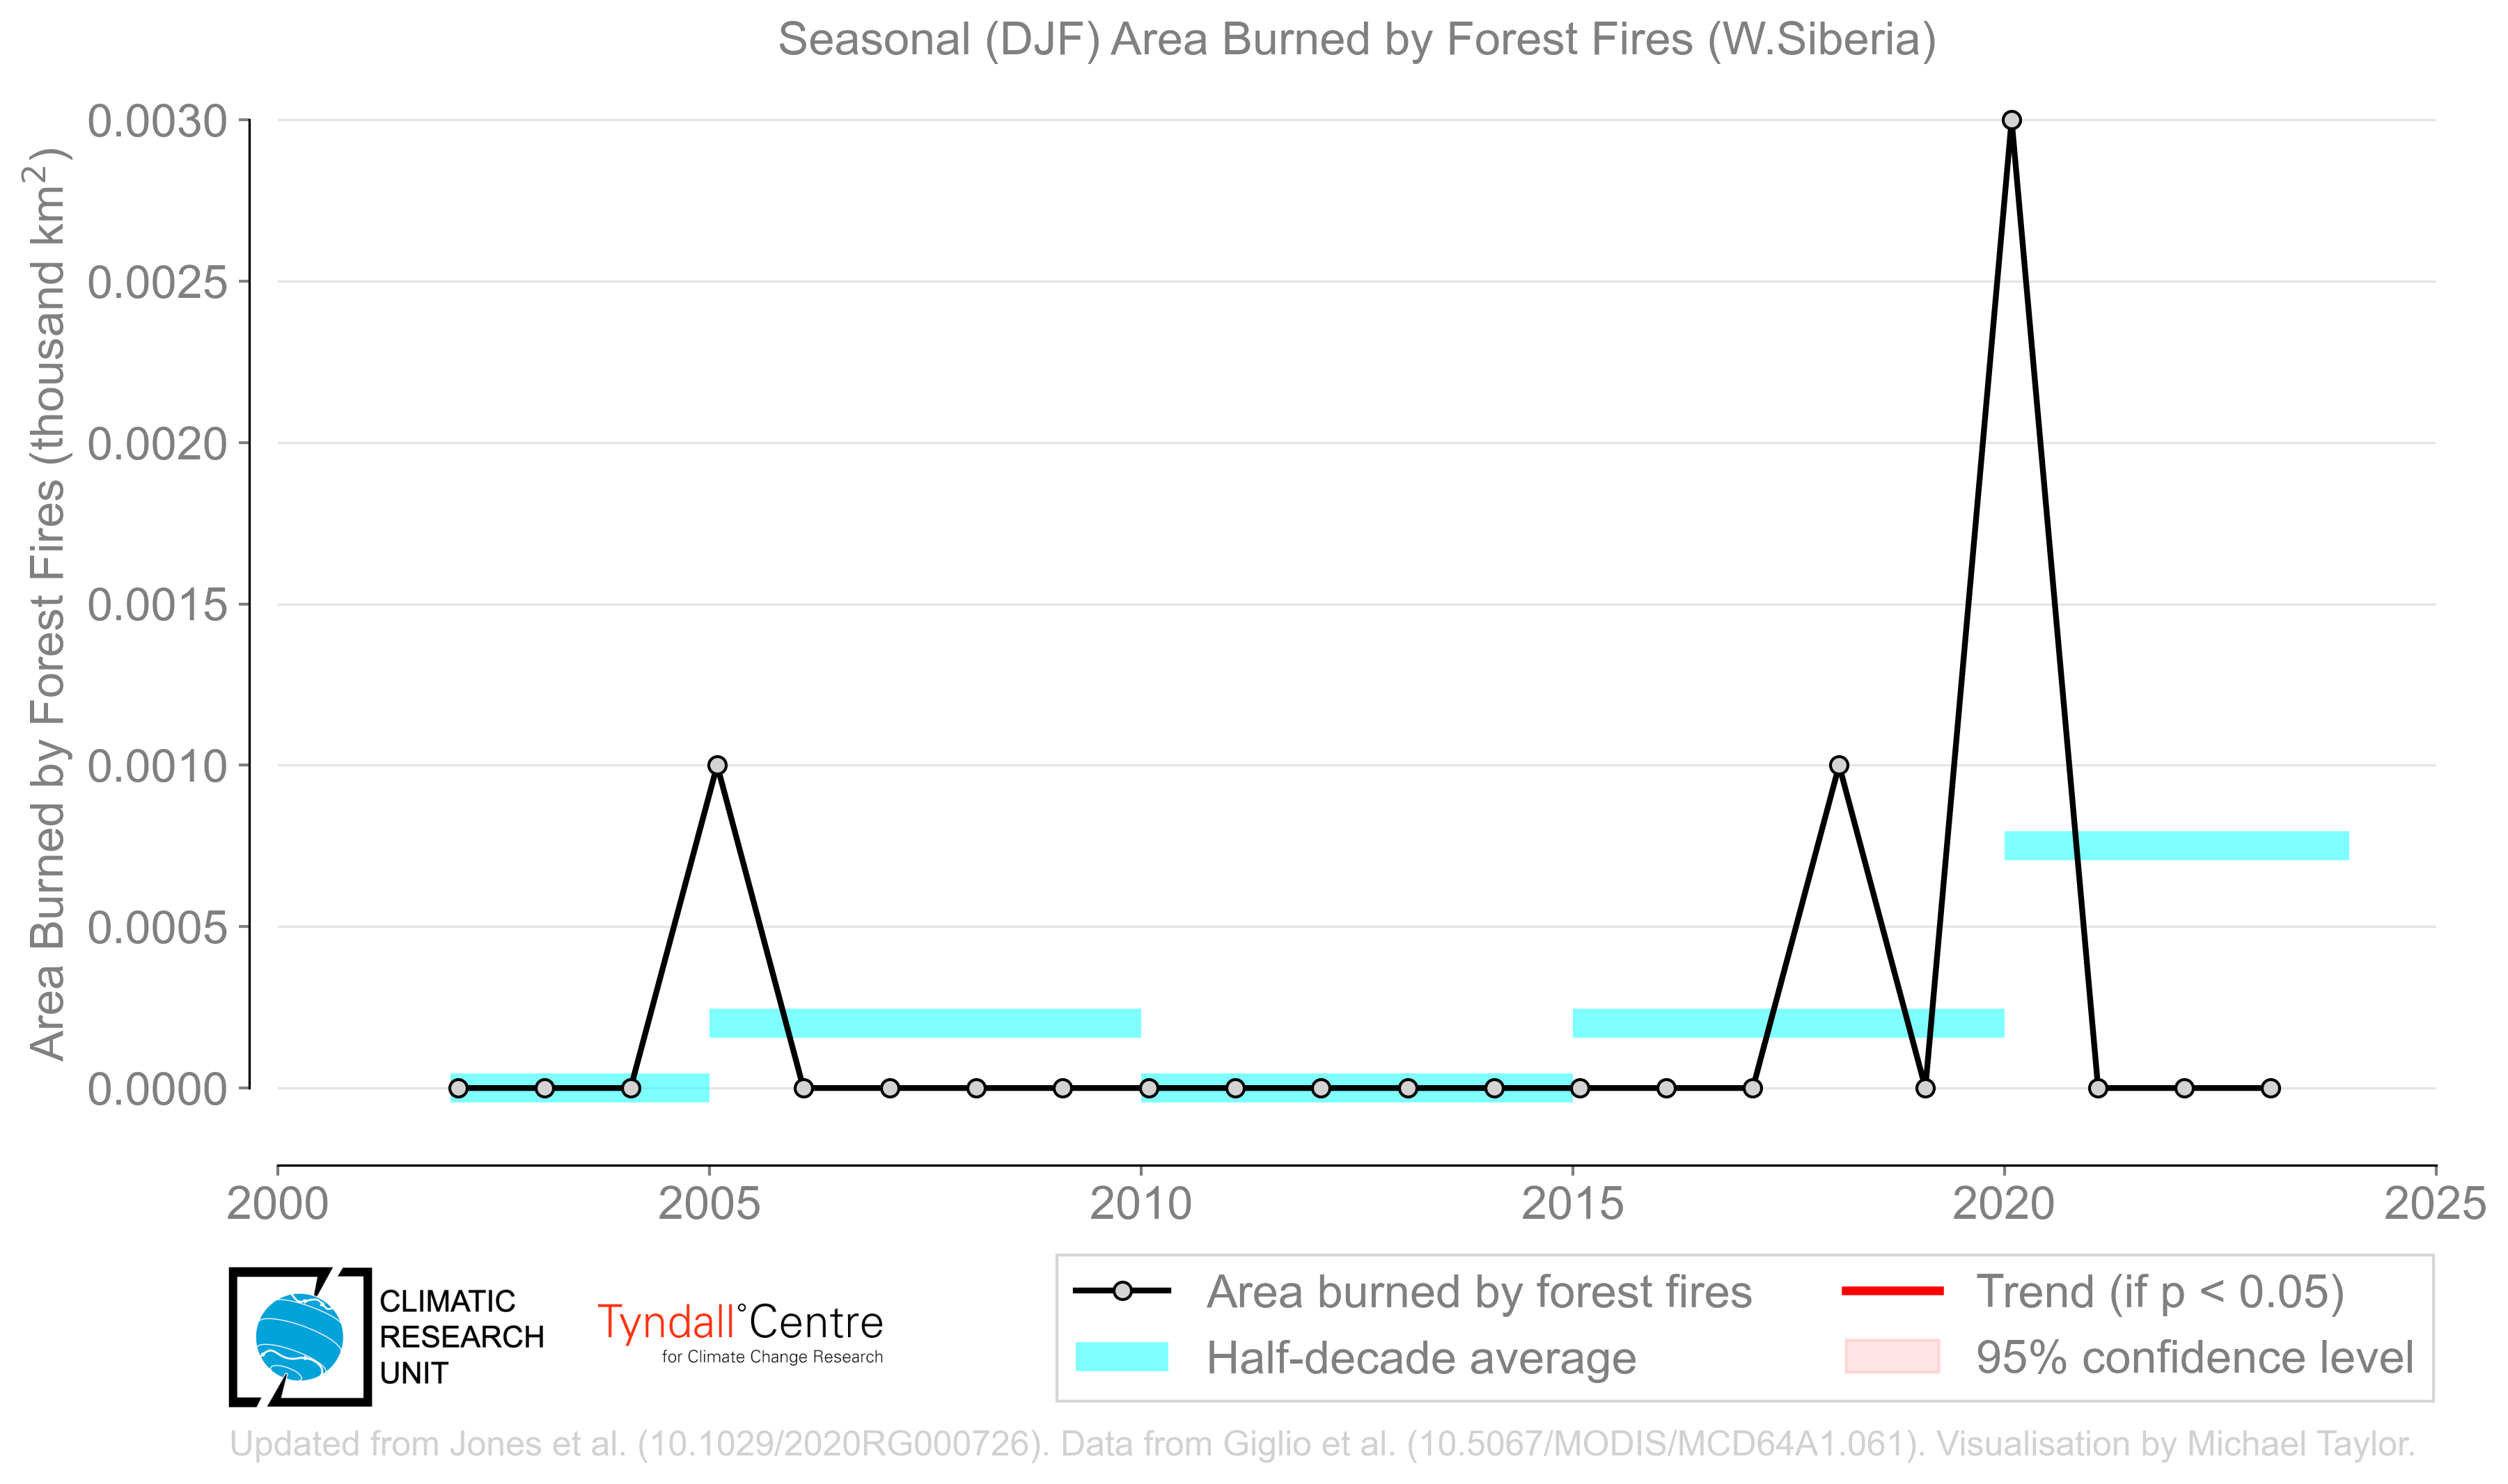 Seasonal (DJF) Area Burned by Forest Fires (W.Siberia)
Area Burned by Forest Fires (thousand km²)
0.0030
0.0025
0.0020
0.0015
0.0010
0.0005
0.0000
2000 2005 2010 2015 2020 2025
CLIMATIC
RESEARCH
UNIT
Tyndall°Centre
for Climate Change Research
Area burned by forest fires
Half-decade average
Trend (if p < 0.05)
95% confidence level
Updated from Jones et al. (10.1029/2020RG000726). Data from Giglio et al. (10.5067/MODIS/MCD64A1.061). Visualisation by Michael Taylor.